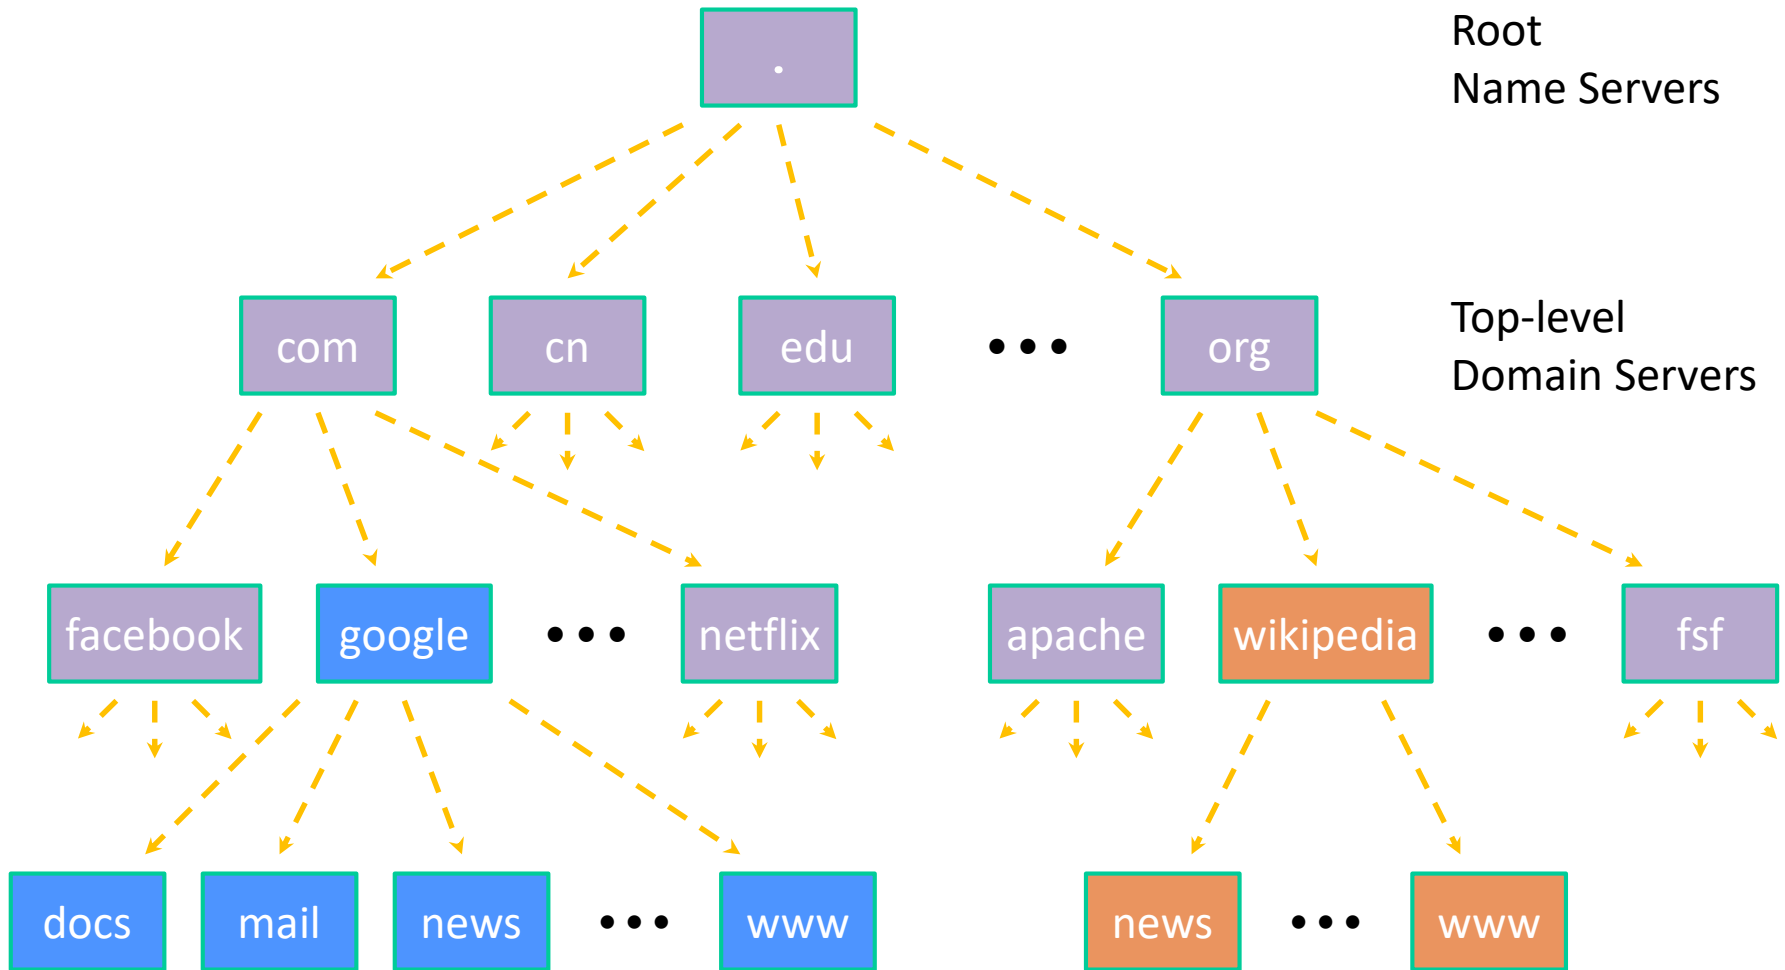 .
Root
Name Servers
com
cn
edu
•••
org
Top-level
Domain Servers
facebook
google
•••
netflix
apache
wikipedia
•••
fsf
docs
mail
news
•••
www
news
•••
www